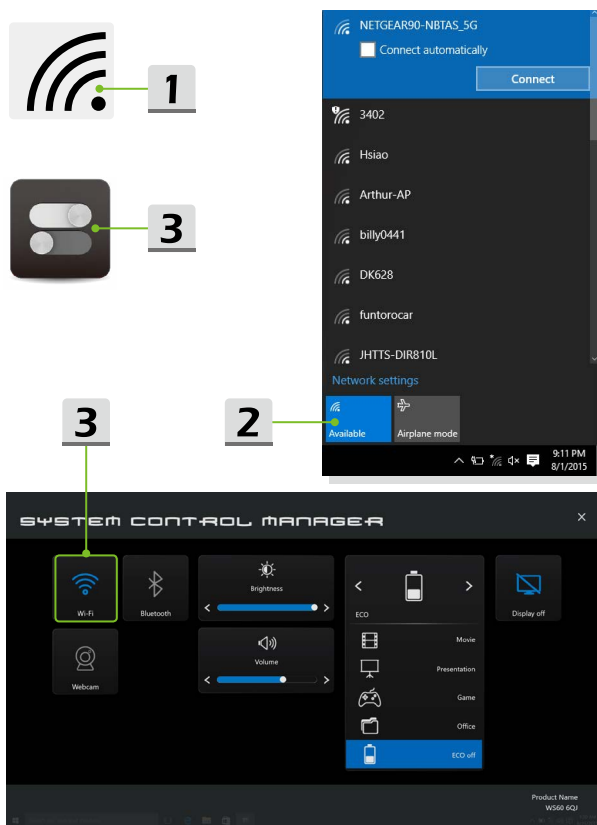 1
3
NETGEAR90-NBTAS_5G
Connect automatically
Connect
3402
Hsiao
Arthur-AP
billy0441
DK628
funtorocar
JHTTS-DIR810L
Network settings
Available
Airplane mode
9:11 PM
8/1/2015
3
2
SYSTEM CONTROL MANAGER
Wi-Fi
Bluetooth
Webcam
Brightness
Volume
ECO
Movie
Presentation
Game
Office
ECO off
Display off
Product Name
WS60 6QJ